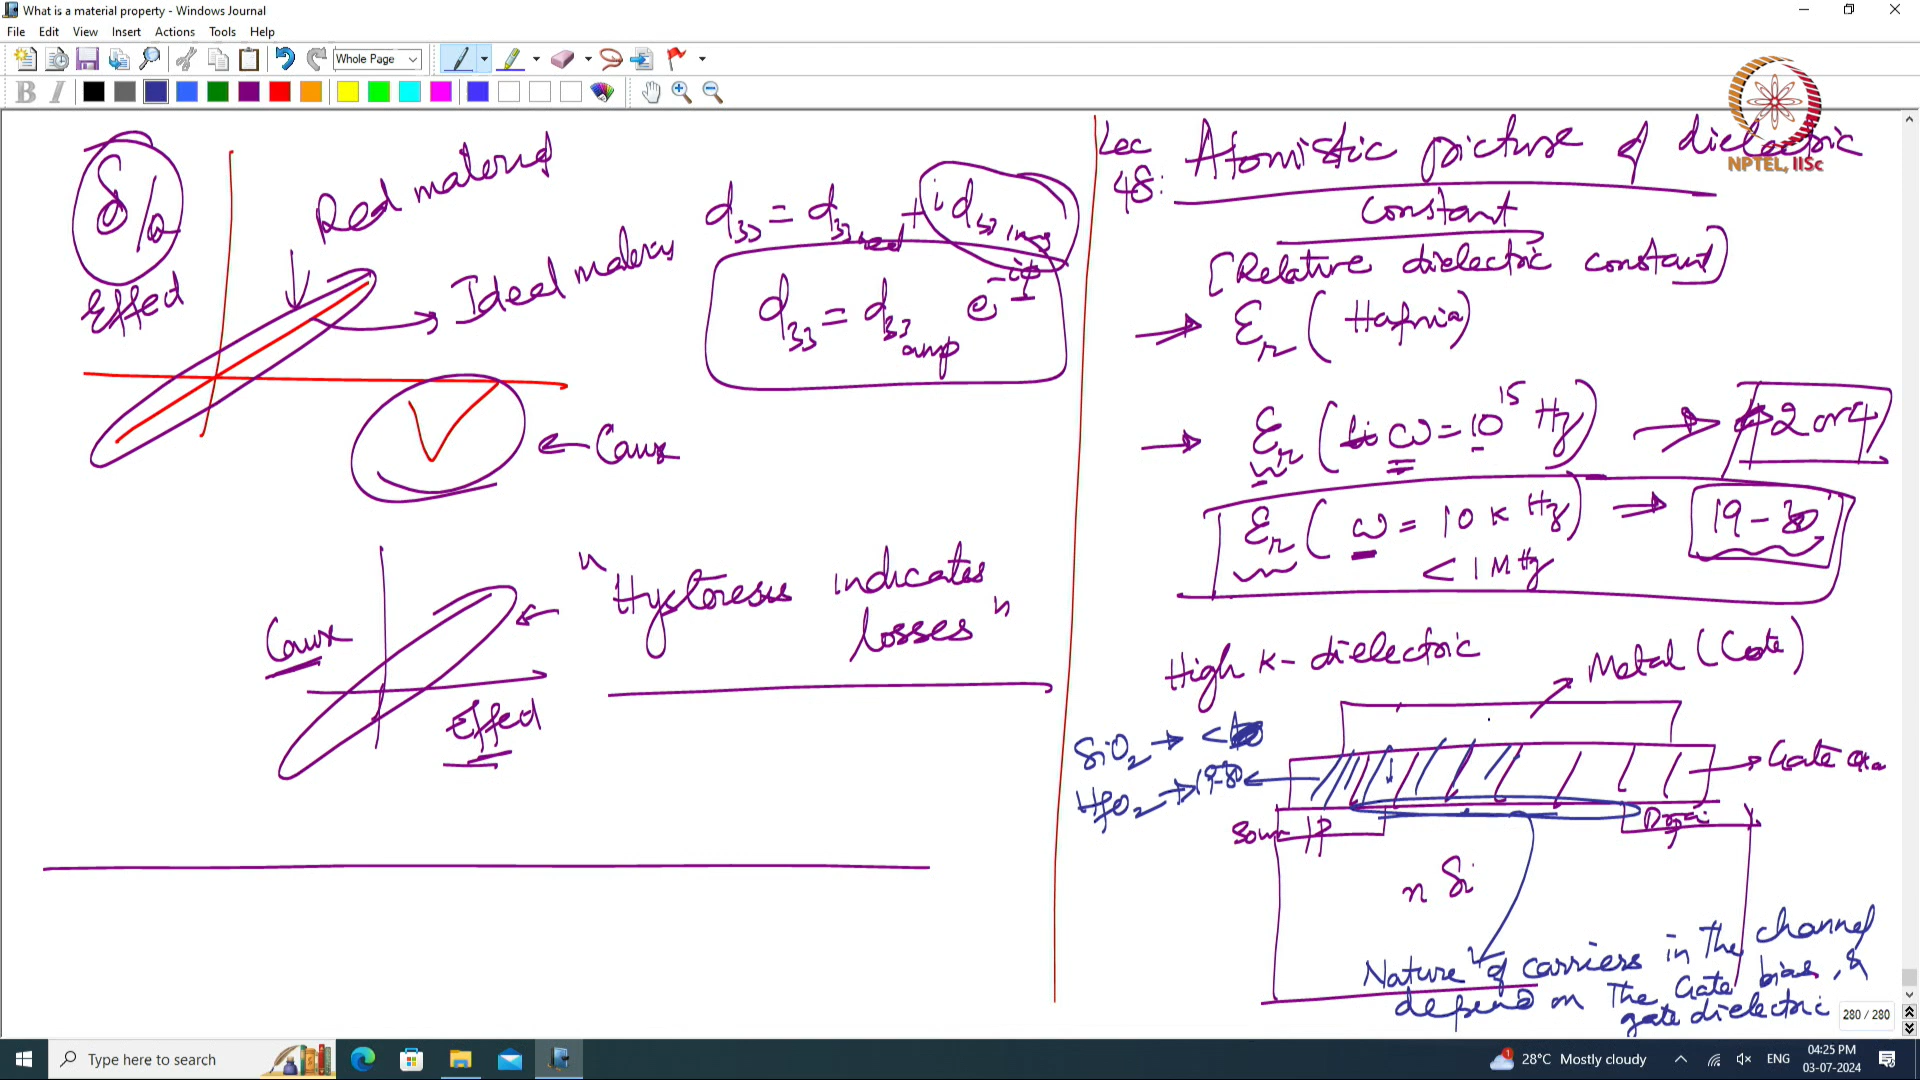 What is a material property - Windows Journal
File Edit View Insert Actions Tools Help
Whole Page
B I
NPTEL, IISc
δ/Q
Effect
Real material
Ideal material
V
← Cause
d33 = d33 real + i d33 img
d33 = d33 amp e^-iφ
Cause
Effect
"Hysteresis indicates
losses"
Lec
48:
Atomistic picture of dielectric
constant
[Relative dielectric constant]
⇒ εr (Hafnia)
→ εr ( ω = 10^15 Hz) → 2 or 4
εr ( ω = 10 K Hz) ⇒ 19 - 30
< 1 MHz
High K - dielectric
Metal (Gate)
SiO2 → <
HfO2 → 19-30
Gate
Source
p
Drain
n Si
Nature of carriers in the channel
depend on the Gate bias, &
gate dielectric
280 / 280
Type here to search
28°C Mostly cloudy
ENG
04:25 PM
03-07-2024